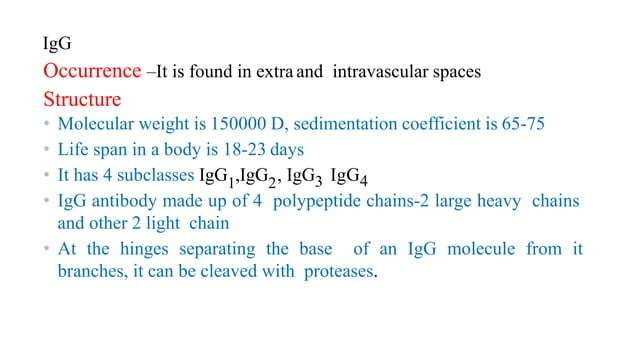 IgG
Occurrence –It is found in extra and intravascular spaces
Structure
• Molecular weight is 150000 D, sedimentation coefficient is 65-75
• Life span in a body is 18-23 days
• It has 4 subclasses IgG1,IgG2, IgG3 IgG4
• IgG antibody made up of 4 polypeptide chains-2 large heavy chains
and other 2 light chain
• At the hinges separating the base of an IgG molecule from it
branches, it can be cleaved with proteases.